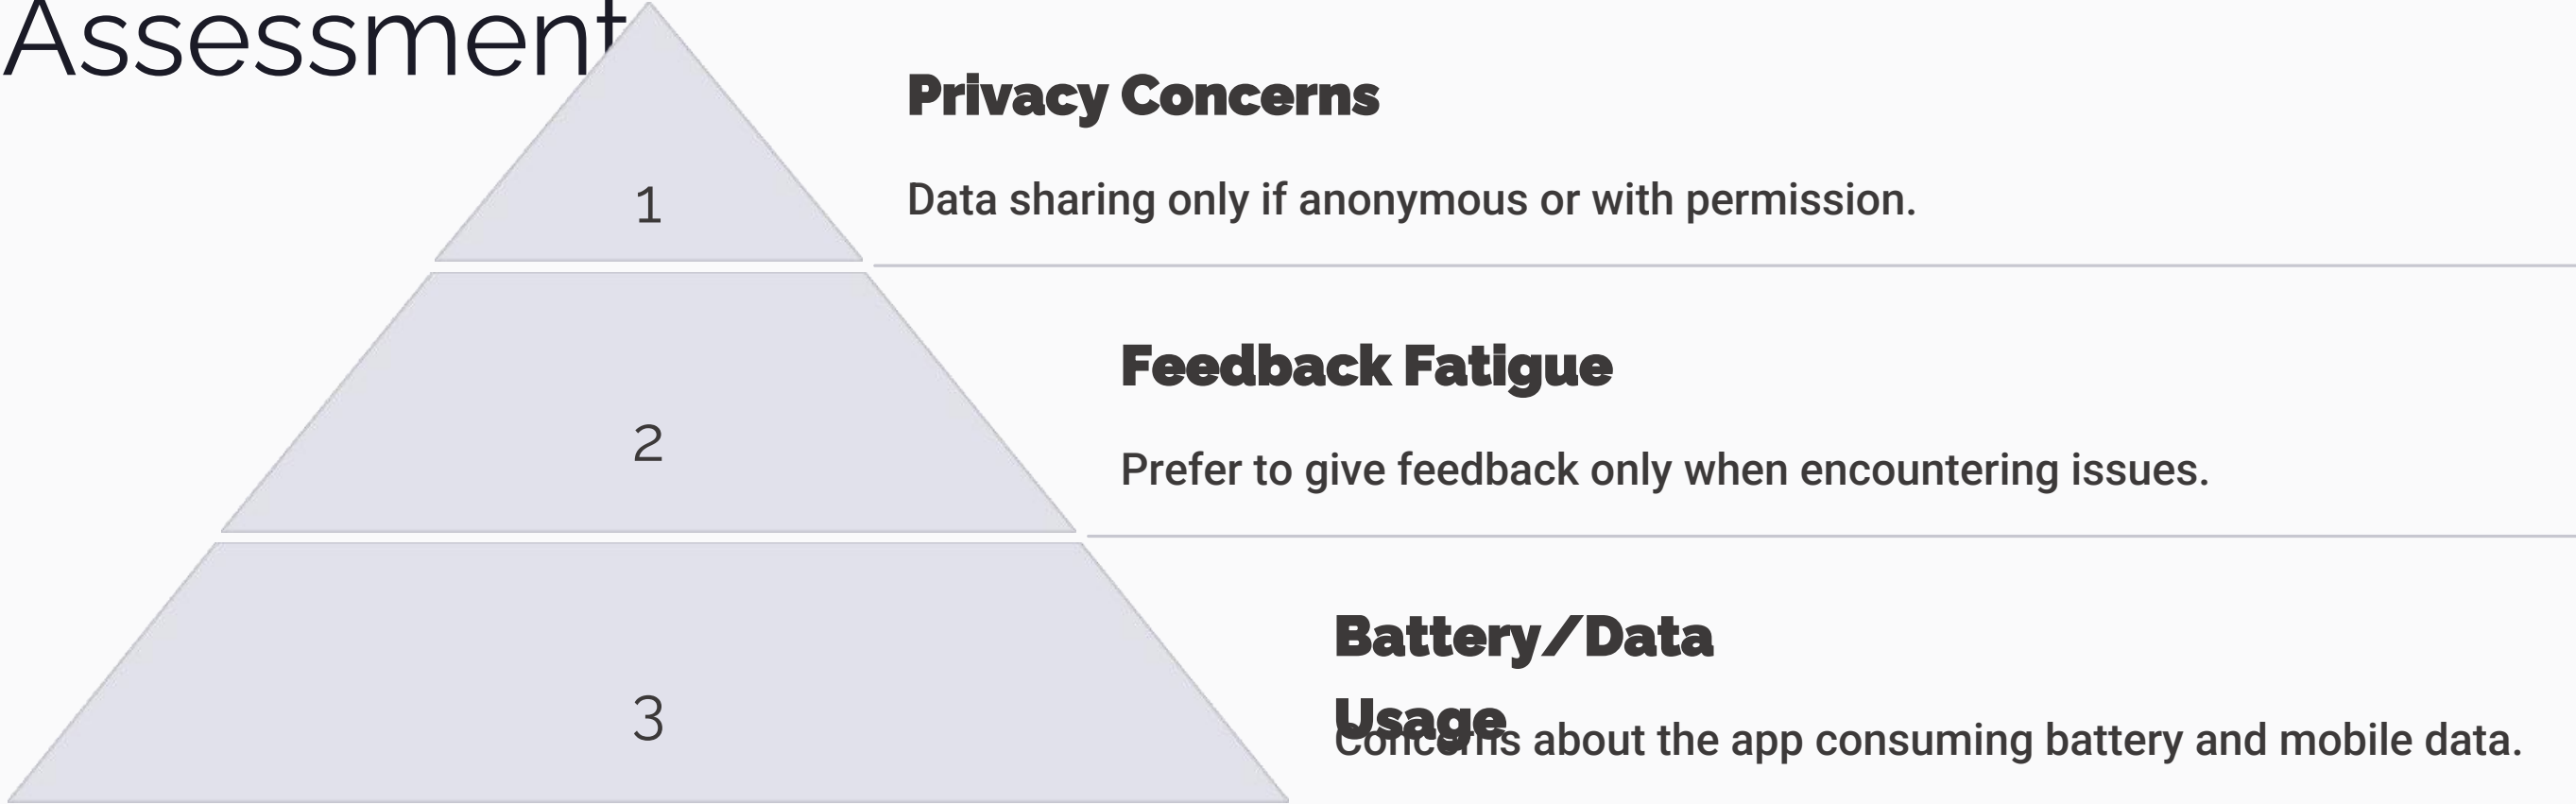 Assessment
1
Privacy Concerns
Data sharing only if anonymous or with permission.
2
Feedback Fatigue
Prefer to give feedback only when encountering issues.
3
Battery/Data
Usage
Concerns about the app consuming battery and mobile data.